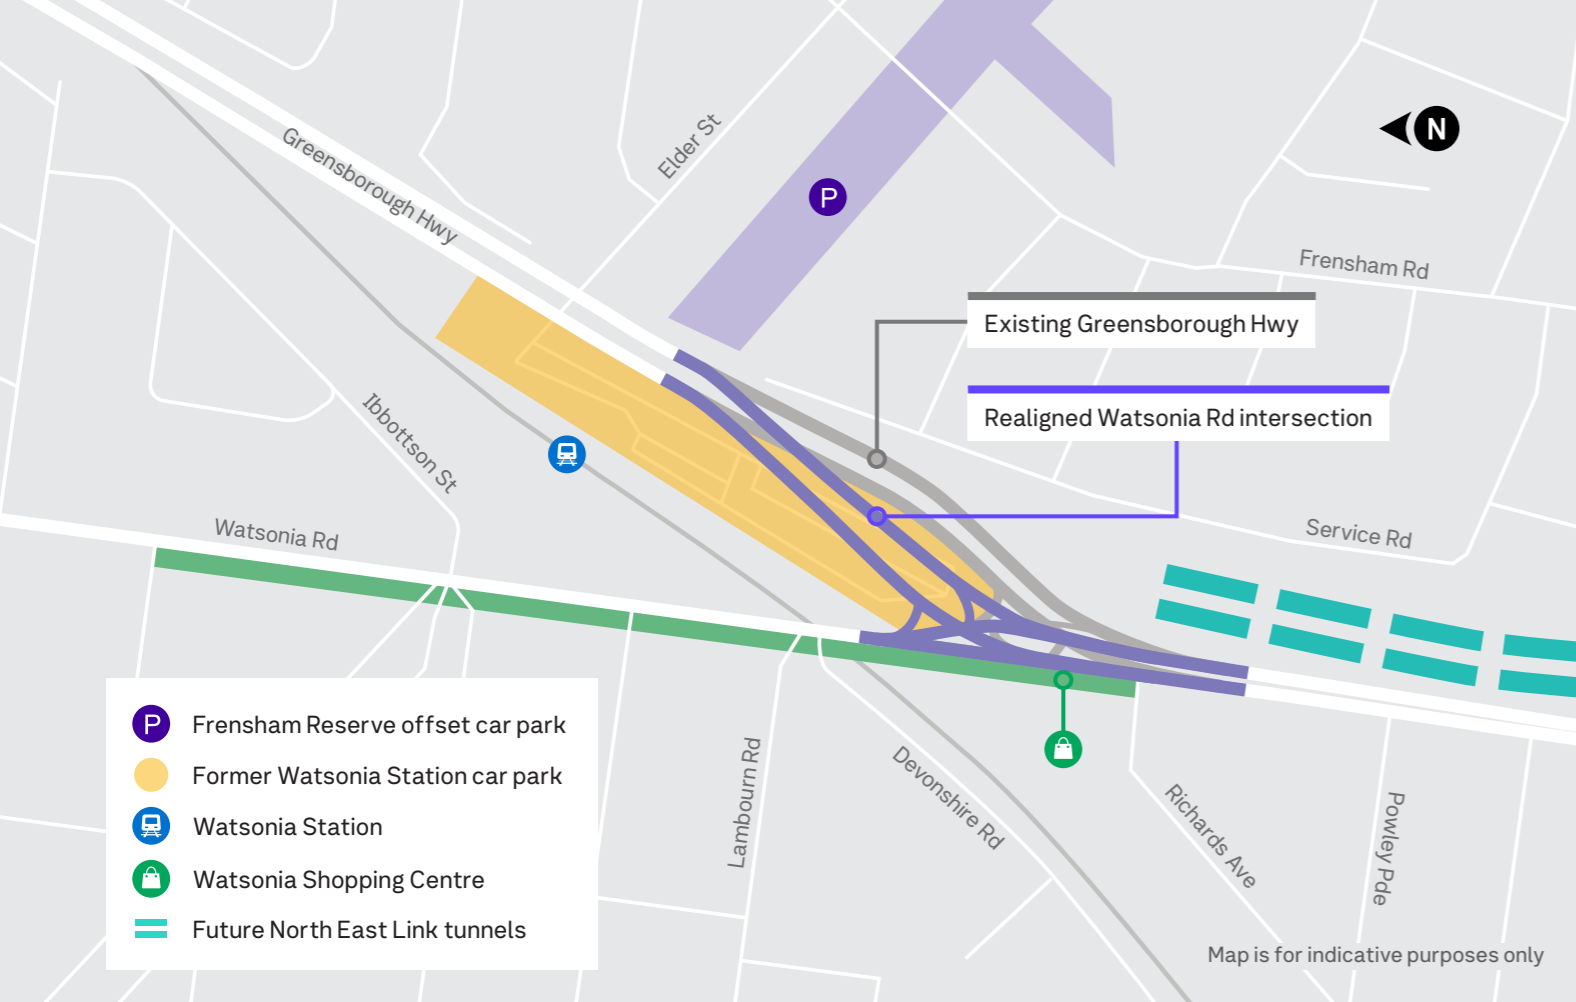 Greensborough Hwy
Elder St
P
N
Frensham Rd
Existing Greensborough Hwy
Realigned Watsonia Rd intersection
Ibbottson St
Watsonia Rd
Service Rd
Lambourn Rd
Devonshire Rd
Richards Ave
Powley Pde
P Frensham Reserve offset car park
Former Watsonia Station car park
Watsonia Station
Watsonia Shopping Centre
Future North East Link tunnels
Map is for indicative purposes only